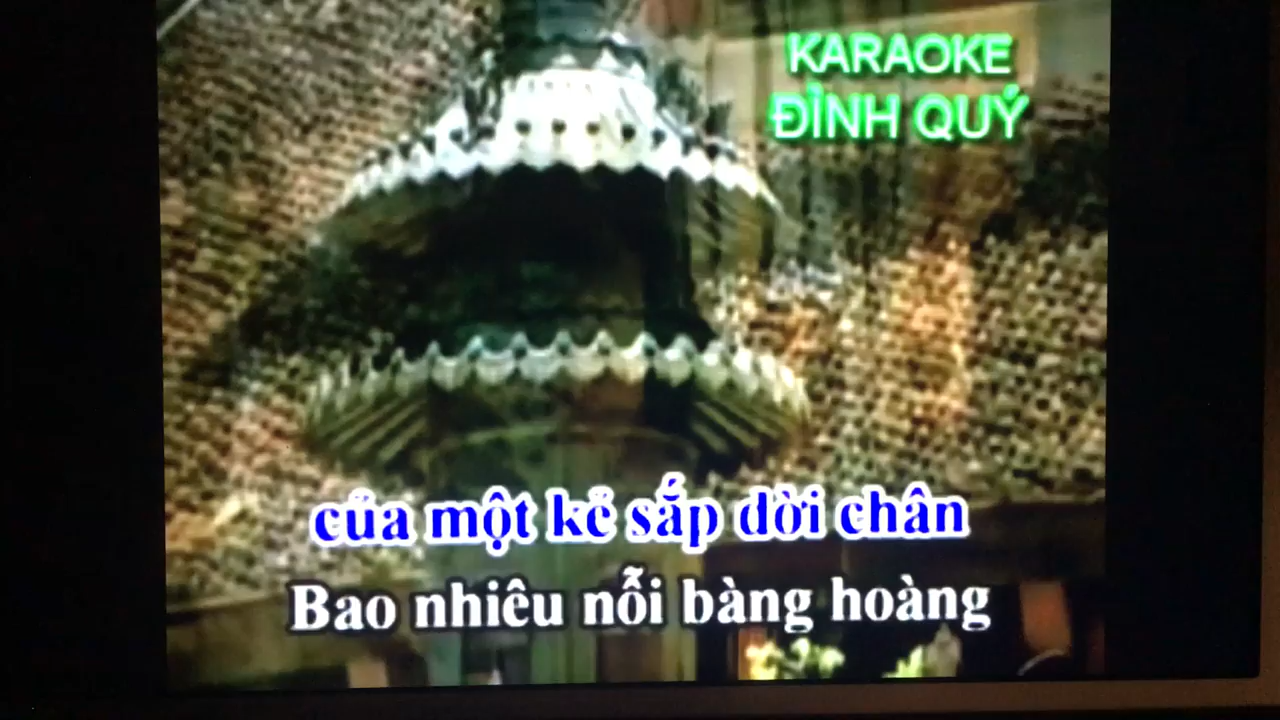 KARAOKE
ĐÌNH QUÝ
của một kẻ sắp dời chân
Bao nhiêu nỗi bàng hoàng